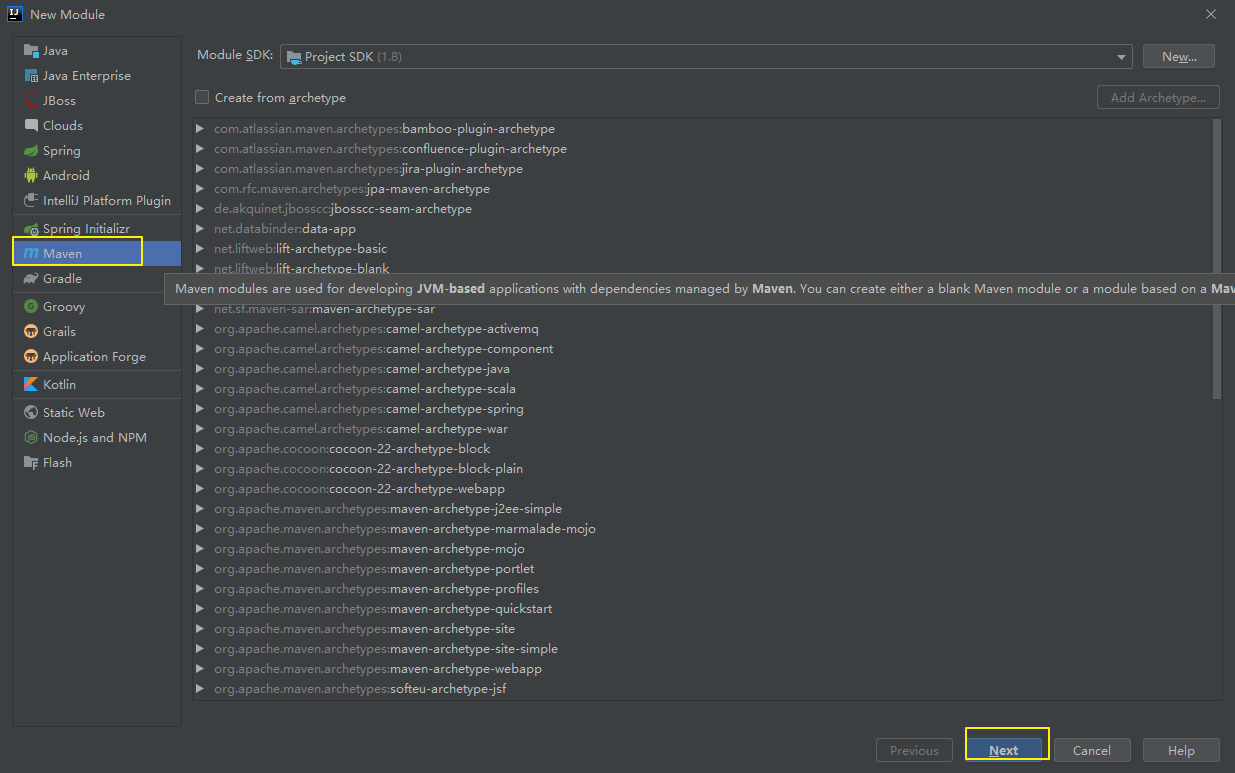 New Module
Java
Java Enterprise
JBoss
Clouds
Spring
Android
IntelliJ Platform Plugin
Spring Initializr
Maven
Gradle
Groovy
Grails
Application Forge
Kotlin
Static Web
Node.js and NPM
Flash
Module SDK: Project SDK (1.8) New...
Create from archetype Add Archetype...
com.atlassian.maven.archetypes:bamboo-plugin-archetype
com.atlassian.maven.archetypes:confluence-plugin-archetype
com.atlassian.maven.archetypes:jira-plugin-archetype
com.rfc.maven.archetypes:jpa-maven-archetype
de.akquinet.jbosscc:jbosscc-seam-archetype
net.databinder:data-app
net.liftweb:lift-archetype-basic
net.liftweb:lift-archetype-blank
Maven modules are used for developing JVM-based applications with dependencies managed by Maven. You can create either a blank Maven module or a module based on a Mav
net.sf.maven-sar:maven-archetype-sar
org.apache.camel.archetypes:camel-archetype-activemq
org.apache.camel.archetypes:camel-archetype-component
org.apache.camel.archetypes:camel-archetype-java
org.apache.camel.archetypes:camel-archetype-scala
org.apache.camel.archetypes:camel-archetype-spring
org.apache.camel.archetypes:camel-archetype-war
org.apache.cocoon:cocoon-22-archetype-block
org.apache.cocoon:cocoon-22-archetype-block-plain
org.apache.cocoon:cocoon-22-archetype-webapp
org.apache.maven.archetypes:maven-archetype-j2ee-simple
org.apache.maven.archetypes:maven-archetype-marmalade-mojo
org.apache.maven.archetypes:maven-archetype-mojo
org.apache.maven.archetypes:maven-archetype-portlet
org.apache.maven.archetypes:maven-archetype-profiles
org.apache.maven.archetypes:maven-archetype-quickstart
org.apache.maven.archetypes:maven-archetype-site
org.apache.maven.archetypes:maven-archetype-site-simple
org.apache.maven.archetypes:maven-archetype-webapp
org.apache.maven.archetypes:softeu-archetype-jsf
Previous Next Cancel Help